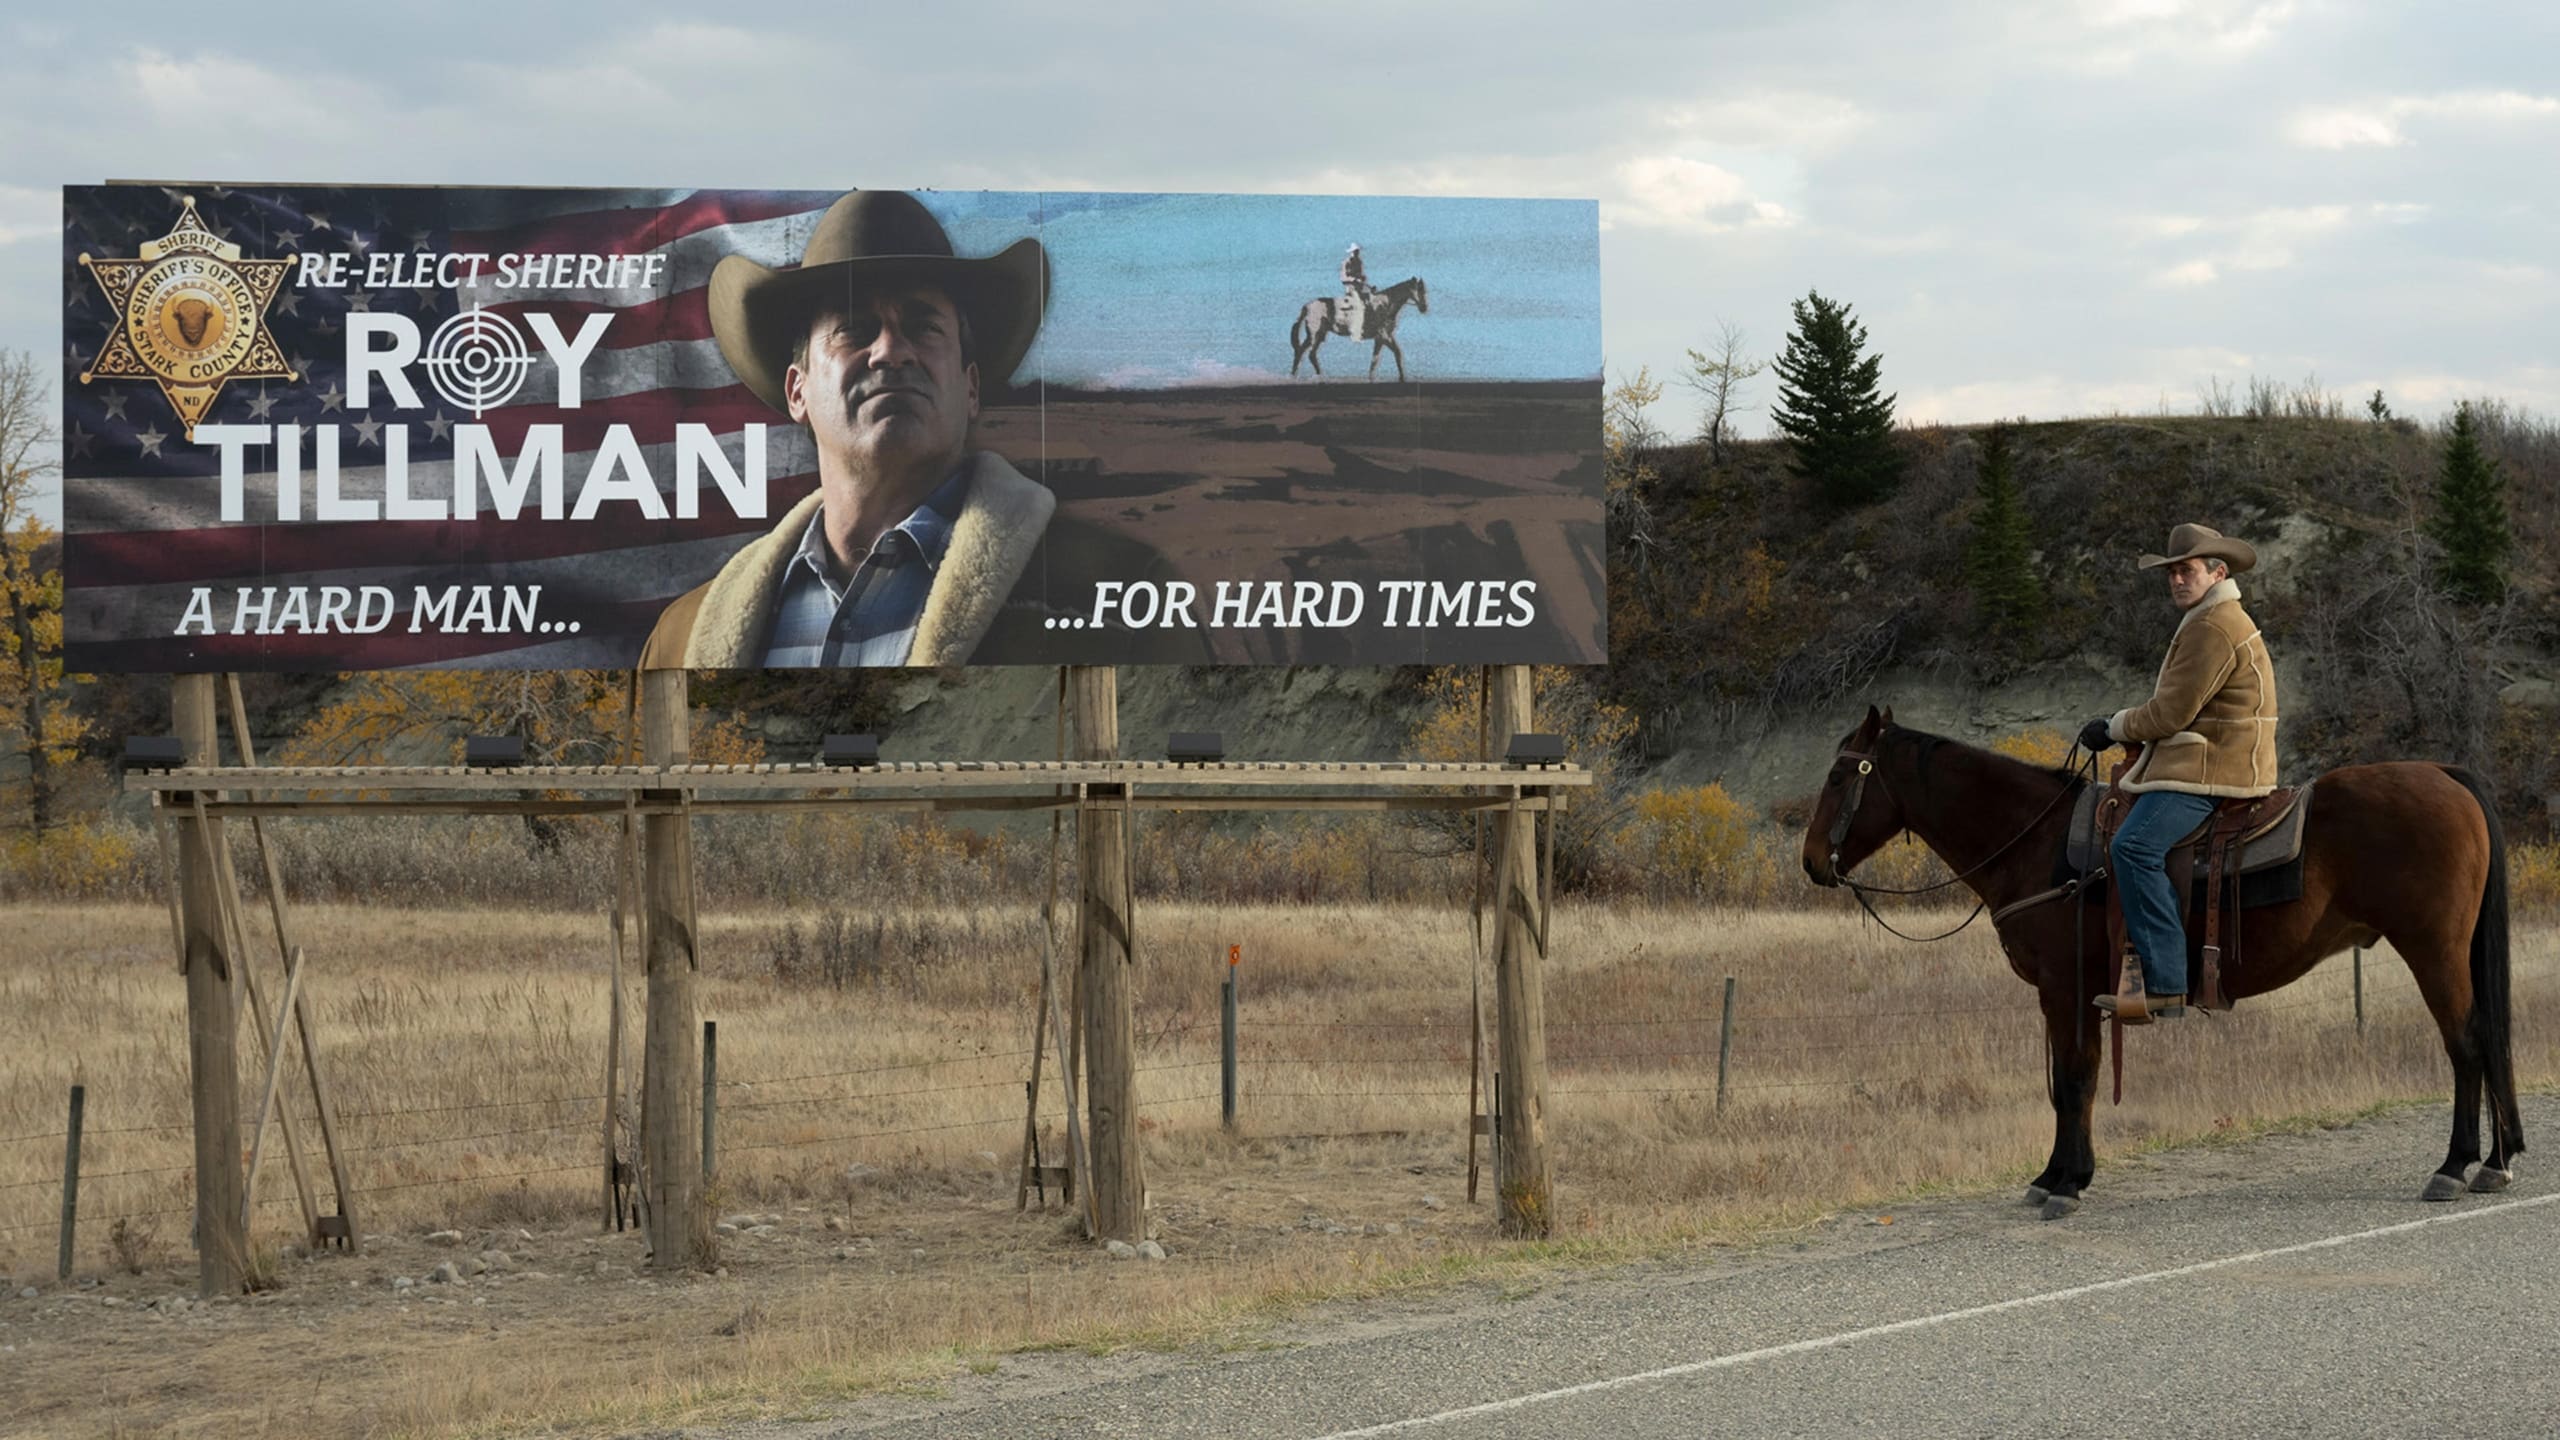 SHERIFF
SHERIFF'S OFFICE
STARK COUNTY
ND
RE-ELECT SHERIFF
ROY
TILLMAN
A HARD MAN...
...FOR HARD TIMES